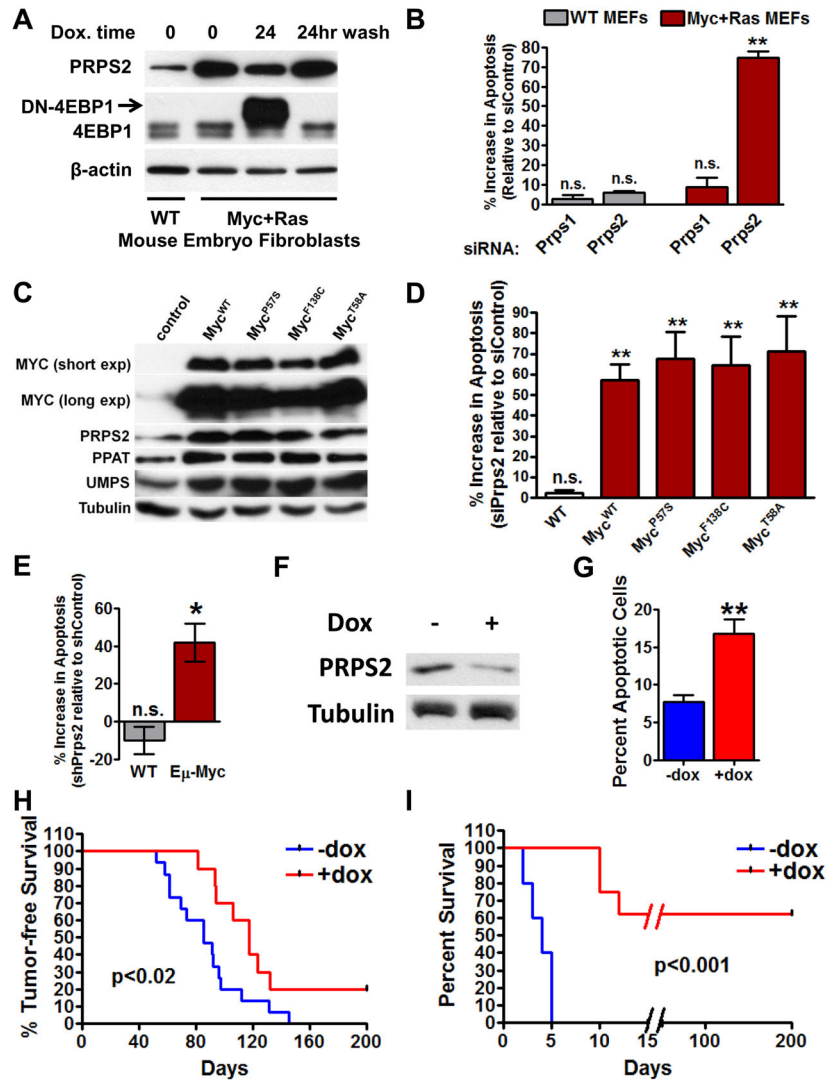 A
Dox. time 0 0 24 24hr wash
PRPS2
DN-4EBP1
4EBP1
β-actin
WT Myc+Ras
Mouse Embryo Fibroblasts
B
WT MEFs Myc+Ras MEFs
% Increase in Apoptosis
(Relative to siControl)
80
70
60
50
40
30
20
10
0
n.s. n.s. n.s. **
siRNA: Prps1 Prps2 Prps1 Prps2
C
control Myc^WT Myc^P57S Myc^F138C Myc^T58A
MYC (short exp)
MYC (long exp)
PRPS2
PPAT
UMPS
Tubulin
D
% Increase in Apoptosis
(siPrps2 relative to siControl)
90
80
70
60
50
40
30
20
10
0
n.s. ** ** ** **
WT Myc^WT Myc^P57S Myc^F138C Myc^T58A
E
% Increase in Apoptosis
(shPrps2 relative to shControl)
60
40
20
0
-20
n.s. *
WT Eμ-Myc
F
Dox - +
PRPS2
Tubulin
G
Percent Apoptotic Cells
20
15
10
5
0
**
-dox +dox
H
% Tumor-free Survival
110
100
90
80
70
60
50
40
30
20
10
0
-dox
+dox
p<0.02
0 40 80 120 160 200
Days
I
Percent Survival
110
100
90
80
70
60
50
40
30
20
10
0
-dox
+dox
p<0.001
0 5 10 15 100 200
Days